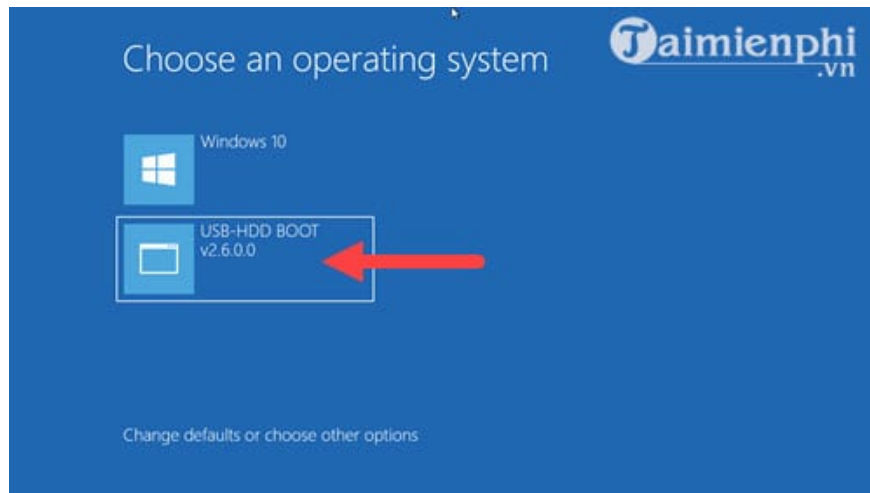 Choose an operating system
Taimienphi
.vn
Windows 10
USB-HDD BOOT
v2.6.0.0
Change defaults or choose other options